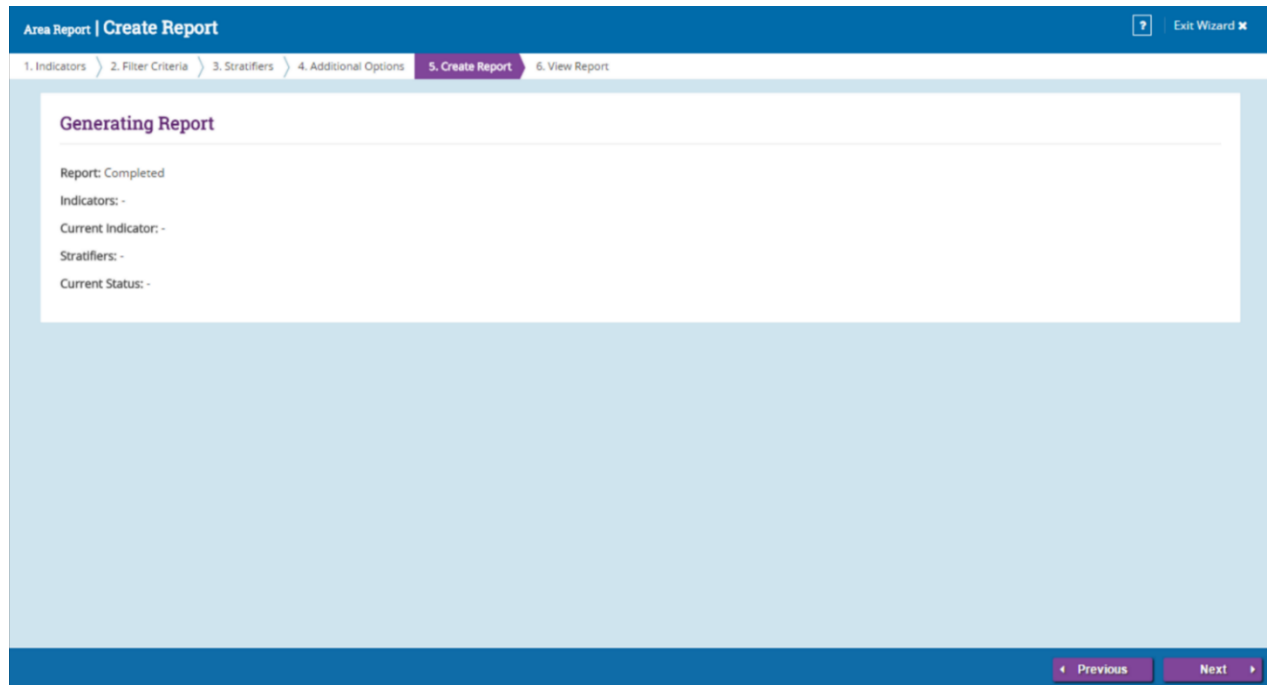 Area Report | Create Report
? Exit Wizard ✖
1. Indicators 2. Filter Criteria 3. Stratifiers 4. Additional Options 5. Create Report 6. View Report
Generating Report
Report: Completed
Indicators: -
Current Indicator: -
Stratifiers: -
Current Status: -
Previous Next